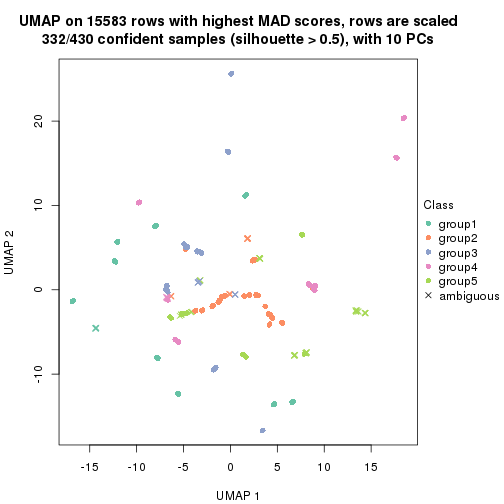 UMAP on 15583 rows with highest MAD scores, rows are scaled
332/430 confident samples (silhouette > 0.5), with 10 PCs
20
10
0
-10
UMAP 2
-15
-10
-5
0
5
10
15
UMAP 1
Class
group1
group2
group3
group4
group5
ambiguous